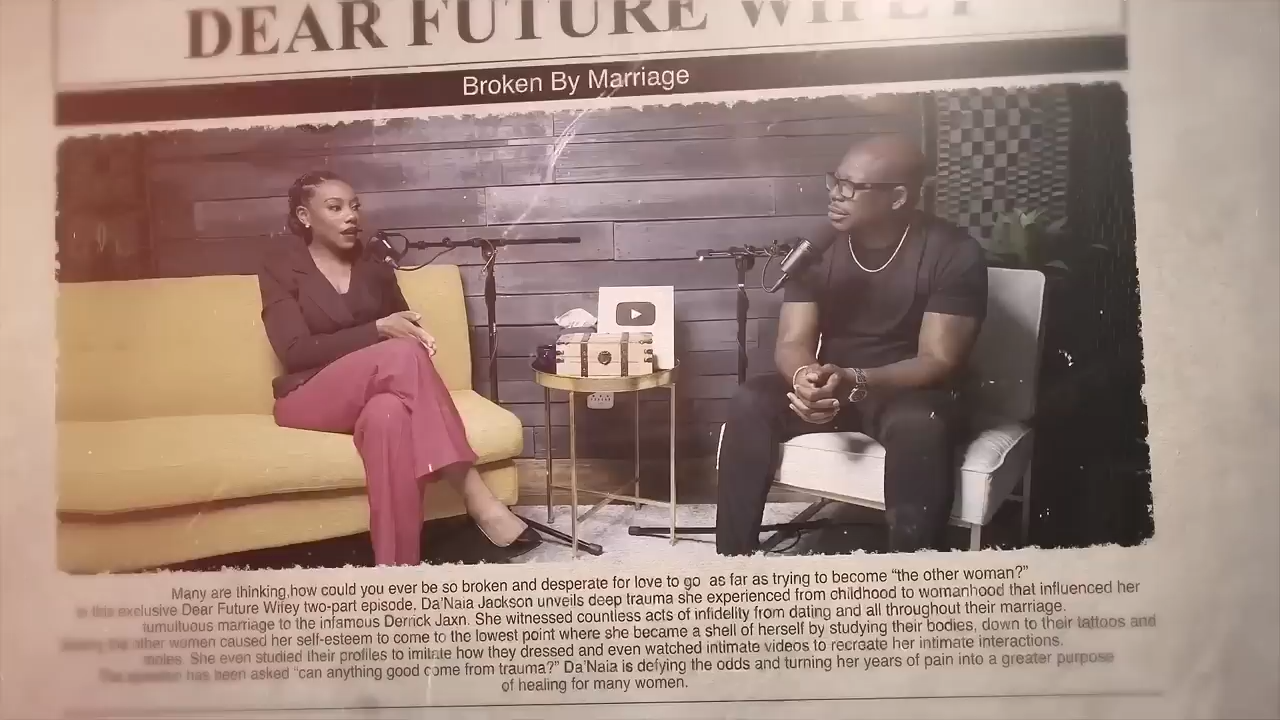 DEAR FUTURE WIFEY
Broken By Marriage
Many are thinking,how could you ever be so broken and desperate for love to go as far as trying to become “the other woman?”
In this exclusive Dear Future Wifey two-part episode, Da'Naia Jackson unveils deep trauma she experienced from childhood to womanhood that influenced her
tumultuous marriage to the infamous Derrick Jaxn. She witnessed countless acts of infidelity from dating and all throughout their marriage.
the other women caused her self-esteem to come to the lowest point where she became a shell of herself by studying their bodies, down to their tattoos and
moles. She even studied their profiles to imitate how they dressed and even watched intimate videos to recreate her intimate interactions.
The question has been asked “can anything good come from trauma?” Da'Naia is defying the odds and turning her years of pain into a greater purpose
of healing for many women.